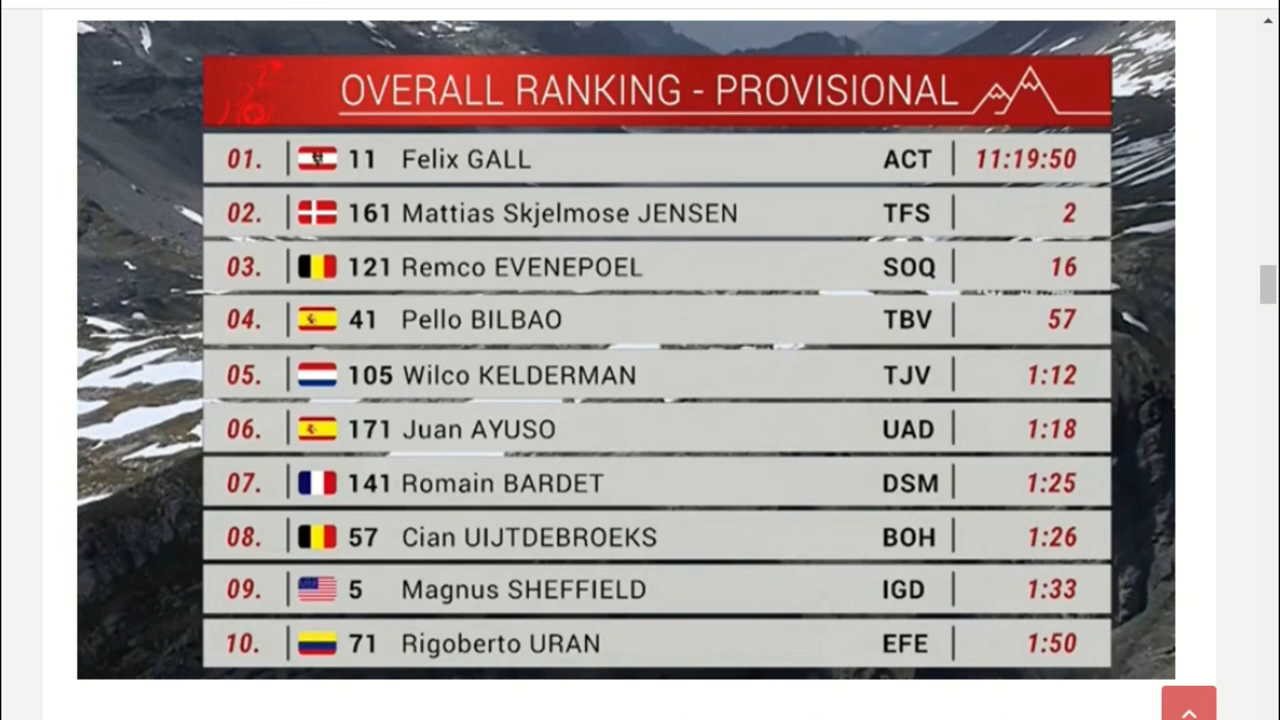 OVERALL RANKING - PROVISIONAL
01. 11 Felix GALL ACT 11:19:50
02. 161 Mattias Skjelmose JENSEN TFS 2
03. 121 Remco EVENEPOEL SOQ 16
04. 41 Pello BILBAO TBV 57
05. 105 Wilco KELDERMAN TJV 1:12
06. 171 Juan AYUSO UAD 1:18
07. 141 Romain BARDET DSM 1:25
08. 57 Cian UIJTDEBROEKS BOH 1:26
09. 5 Magnus SHEFFIELD IGD 1:33
10. 71 Rigoberto URAN EFE 1:50